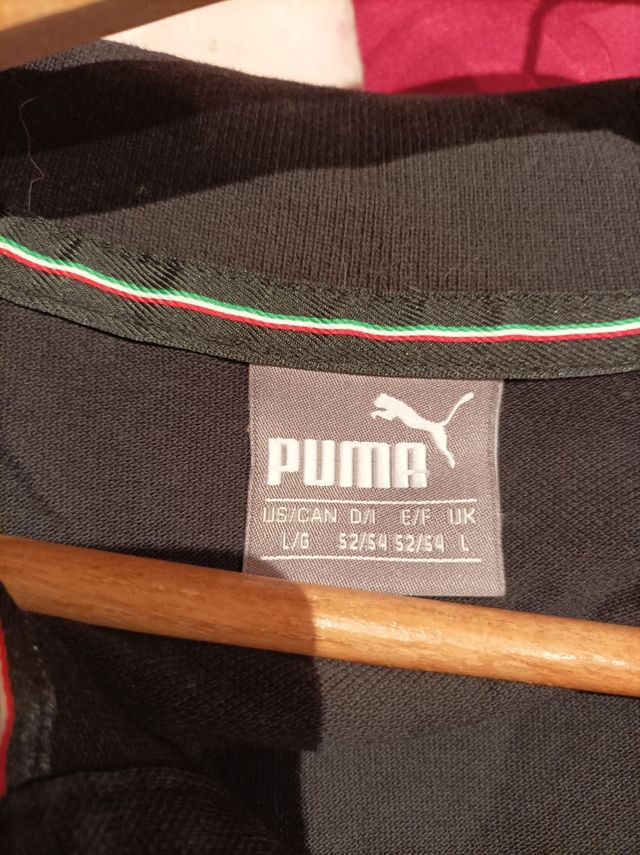 PUMA
US/CAN D/I E/F UK
L/G 52/54 52/54 L